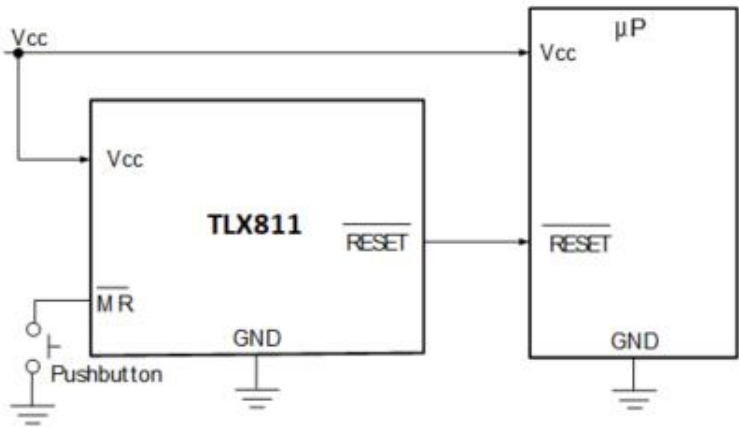 Vcc
µP
Vcc
Vcc
TLX811
RESET
RESET
MR
GND
GND
Pushbutton